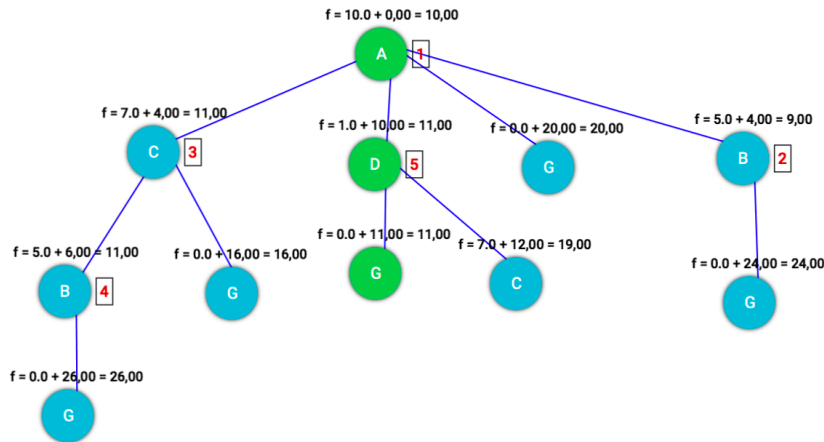 f = 10.0 + 0,00 = 10,00
A 1
f = 7.0 + 4,00 = 11,00
f = 1.0 + 10,00 = 11,00
f = 0.0 + 20,00 = 20,00
f = 5.0 + 4,00 = 9,00
C 3
D 5
G
B 2
f = 5.0 + 6,00 = 11,00
f = 0.0 + 16,00 = 16,00
f = 0.0 + 11,00 = 11,00
f = 7.0 + 12,00 = 19,00
f = 0.0 + 24,00 = 24,00
B 4
G
G
C
G
f = 0.0 + 26,00 = 26,00
G